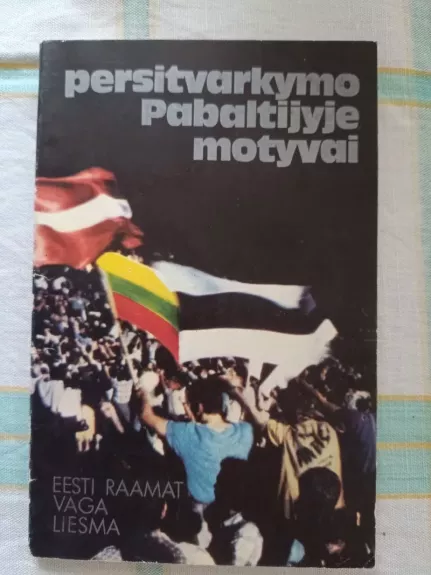 persitvarkymo
Pabaltijyje
motyvai
EESTI RAAMAT
VAGA
LIESMA